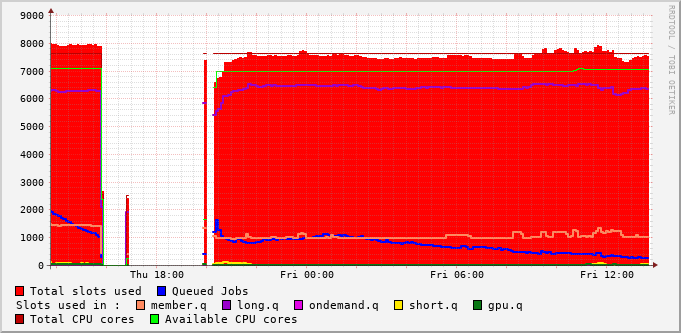 9000
8000
7000
6000
5000
4000
3000
2000
1000
0
Thu 18:00 Fri 00:00 Fri 06:00 Fri 12:00
RRDTOOL / TOBI OETIKER
Total slots used Queued Jobs
Slots used in : member.q long.q ondemand.q short.q gpu.q
Total CPU cores Available CPU cores